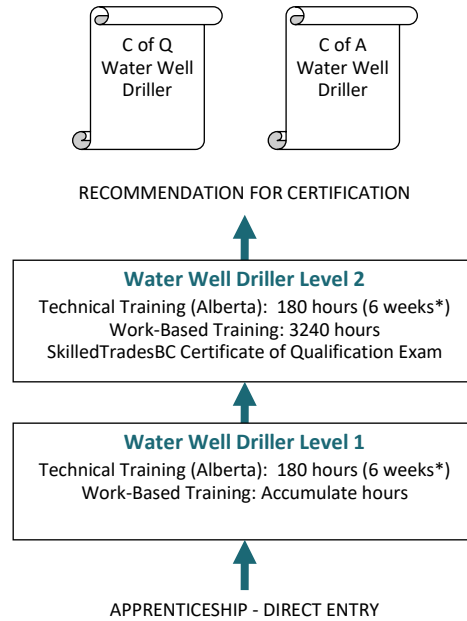 C of Q
Water Well
Driller
C of A
Water Well
Driller
RECOMMENDATION FOR CERTIFICATION
Water Well Driller Level 2
Technical Training (Alberta): 180 hours (6 weeks*)
Work-Based Training: 3240 hours
SkilledTradesBC Certificate of Qualification Exam
Water Well Driller Level 1
Technical Training (Alberta): 180 hours (6 weeks*)
Work-Based Training: Accumulate hours
APPRENTICESHIP - DIRECT ENTRY